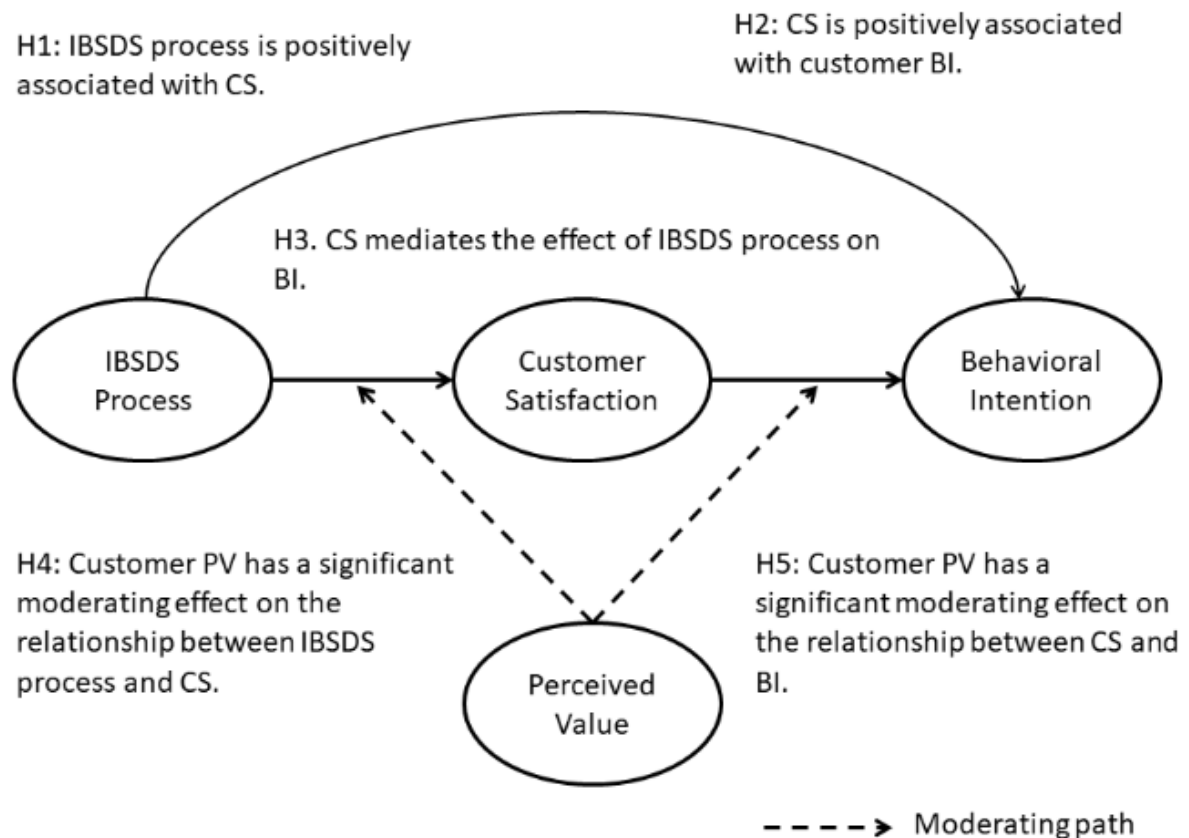 H1: IBSDS process is positively
associated with CS.
H2: CS is positively associated
with customer BI.
H3. CS mediates the effect of IBSDS process on
BI.
IBSDS
Process
Customer
Satisfaction
Behavioral
Intention
H4: Customer PV has a significant
moderating effect on the
relationship between IBSDS
process and CS.
H5: Customer PV has a
significant moderating effect on
the relationship between CS and
BI.
Perceived
Value
Moderating path